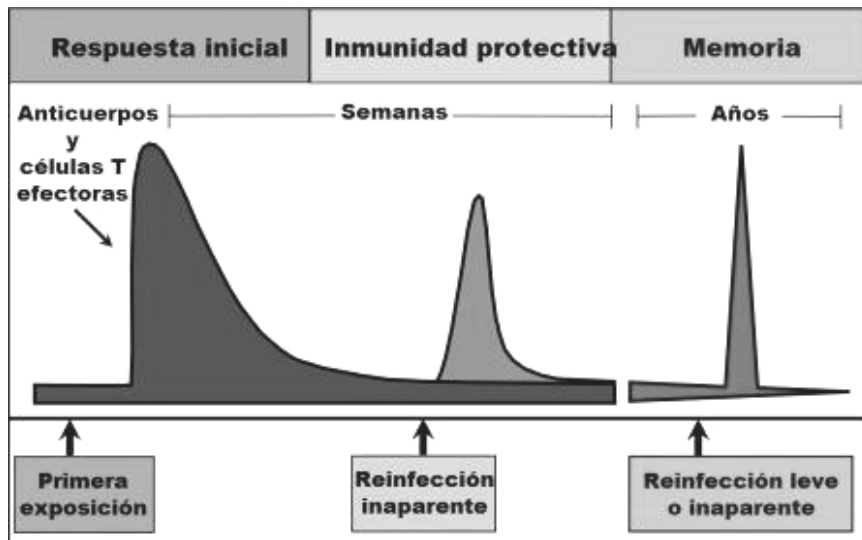 Respuesta inicial
Inmunidad protectiva
Memoria
Anticuerpos
y
células T
efectoras
Semanas
Años
Primera
exposición
Reinfección
inaparente
Reinfección leve
o inaparente